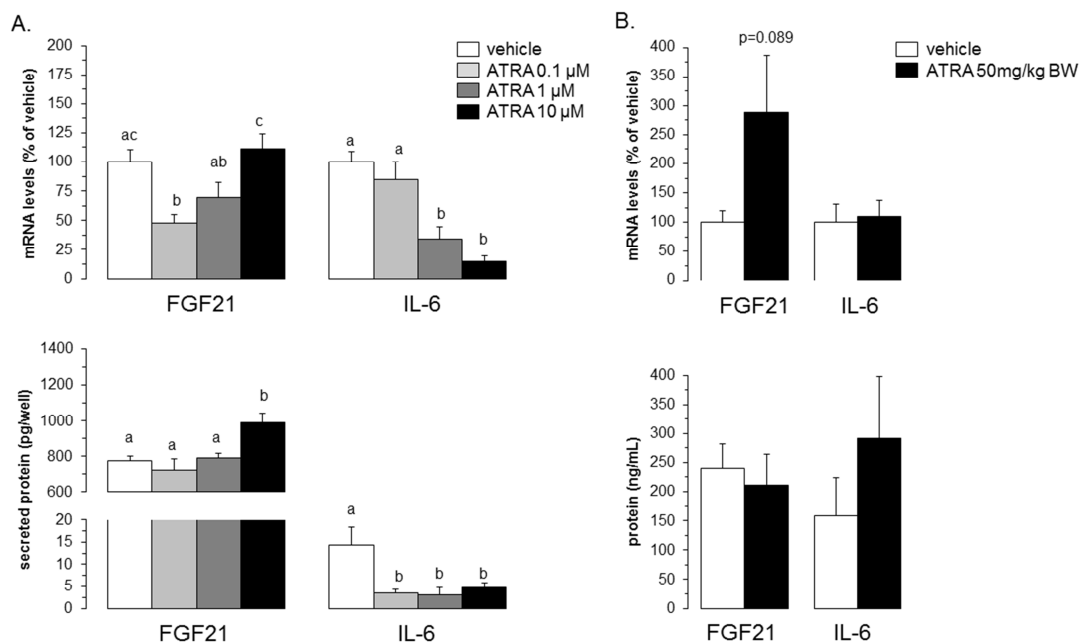 A.
mRNA levels (% of vehicle)
200
175
150
125
100
75
50
25
0
ac
b
ab
c
a
a
b
b
FGF21
IL-6
vehicle
ATRA 0.1 µM
ATRA 1 µM
ATRA 10 µM
B.
mRNA levels (% of vehicle)
400
350
300
250
200
150
100
50
0
p=0.089
FGF21
IL-6
vehicle
ATRA 50mg/kg BW
secreted protein (pg/well)
1400
1200
1000
800
600
20
15
10
5
0
a
a
a
b
a
b
b
b
FGF21
IL-6
protein (ng/mL)
400
350
300
250
200
150
100
50
0
FGF21
IL-6